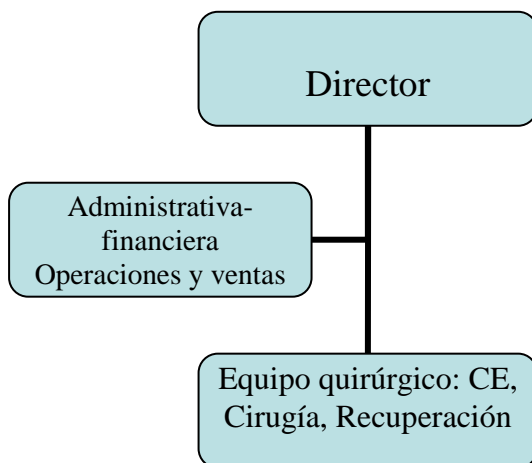 Director
Administrativa-
financiera
Operaciones y ventas
Equipo quirúrgico: CE,
Cirugía, Recuperación